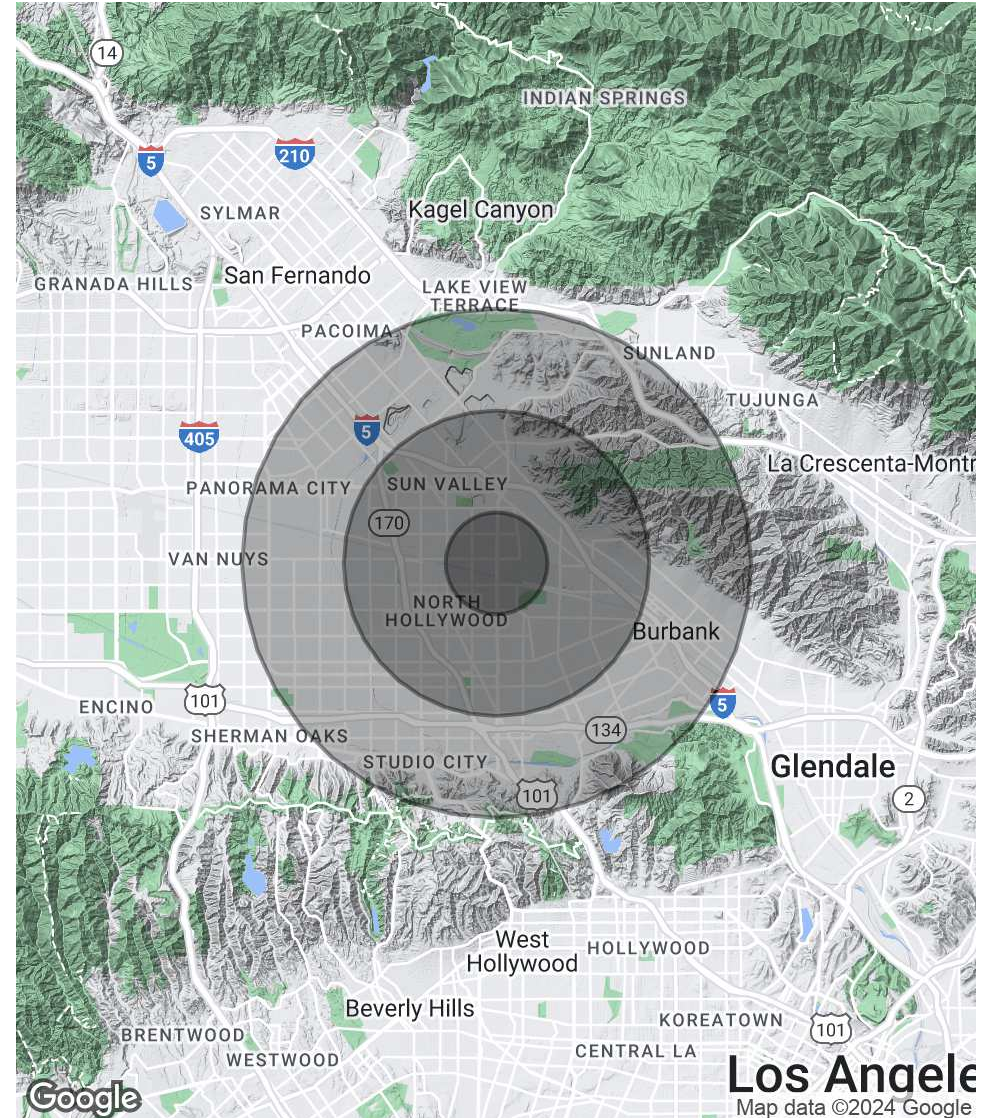 14
INDIAN SPRINGS
5
210
SYLMAR
Kagel Canyon
GRANADA HILLS
San Fernando
LAKE VIEW
TERRACE
PACOIMA
SUNLAND
TUJUNGA
5
405
La Crescenta-Montr
PANORAMA CITY
SUN VALLEY
170
VAN NUYS
NORTH
HOLLYWOOD
Burbank
101
ENCINO
5
SHERMAN OAKS
134
STUDIO CITY
Glendale
101
2
West
Hollywood
HOLLYWOOD
Beverly Hills
BRENTWOOD
KOREATOWN
101
WESTWOOD
CENTRAL LA
Los Angele
Google
Map data ©2024 Google